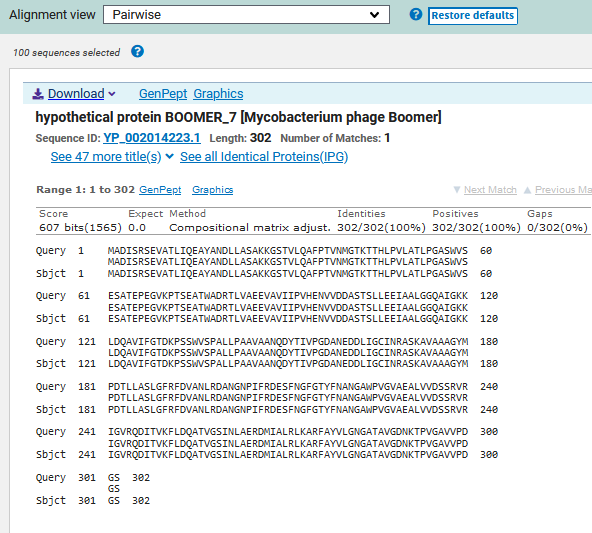 Alignment view Pairwise ? Restore defaults
100 sequences selected ?
Download GenPept Graphics
hypothetical protein BOOMER_7 [Mycobacterium phage Boomer]
Sequence ID: YP_002014223.1 Length: 302 Number of Matches: 1
See 47 more title(s) See all Identical Proteins(IPG)
Range 1: 1 to 302 GenPept Graphics Next Match Previous Ma
Score Expect Method Identities Positives Gaps
607 bits(1565) 0.0 Compositional matrix adjust. 302/302(100%) 302/302(100%) 0/302(0%)
Query 1 MADISRSEVATLIQEAYANDLLASAKKGSTVLQAFPTVNMGTKTTHLPVLATLPGASWVS 60
MADISRSEVATLIQEAYANDLLASAKKGSTVLQAFPTVNMGTKTTHLPVLATLPGASWVS
Sbjct 1 MADISRSEVATLIQEAYANDLLASAKKGSTVLQAFPTVNMGTKTTHLPVLATLPGASWVS 60
Query 61 ESATEPEGVKPTSEATWADRTLVAEEVAVIIPVHENVVDDASTSLLEEIAALGGQAIGKK 120
ESATEPEGVKPTSEATWADRTLVAEEVAVIIPVHENVVDDASTSLLEEIAALGGQAIGKK
Sbjct 61 ESATEPEGVKPTSEATWADRTLVAEEVAVIIPVHENVVDDASTSLLEEIAALGGQAIGKK 120
Query 121 LDQAVIFGTDKPSSWVSPALLPAAVAANQDYTIVPGDANEDDLIGCINRASKAVAAAGYM 180
LDQAVIFGTDKPSSWVSPALLPAAVAANQDYTIVPGDANEDDLIGCINRASKAVAAAGYM
Sbjct 121 LDQAVIFGTDKPSSWVSPALLPAAVAANQDYTIVPGDANEDDLIGCINRASKAVAAAGYM 180
Query 181 PDTLLASLGFRFDVANLRDANGNPIFRDESFNGFGTYFNANGAWPVGVAEALVVDSSRVR 240
PDTLLASLGFRFDVANLRDANGNPIFRDESFNGFGTYFNANGAWPVGVAEALVVDSSRVR
Sbjct 181 PDTLLASLGFRFDVANLRDANGNPIFRDESFNGFGTYFNANGAWPVGVAEALVVDSSRVR 240
Query 241 IGVRQDITVKFLDQATVGSINLAERDMIALRLKARFAYVLGNGATAVGDNKTPVGAVVPD 300
IGVRQDITVKFLDQATVGSINLAERDMIALRLKARFAYVLGNGATAVGDNKTPVGAVVPD
Sbjct 241 IGVRQDITVKFLDQATVGSINLAERDMIALRLKARFAYVLGNGATAVGDNKTPVGAVVPD 300
Query 301 GS 302
GS
Sbjct 301 GS 302